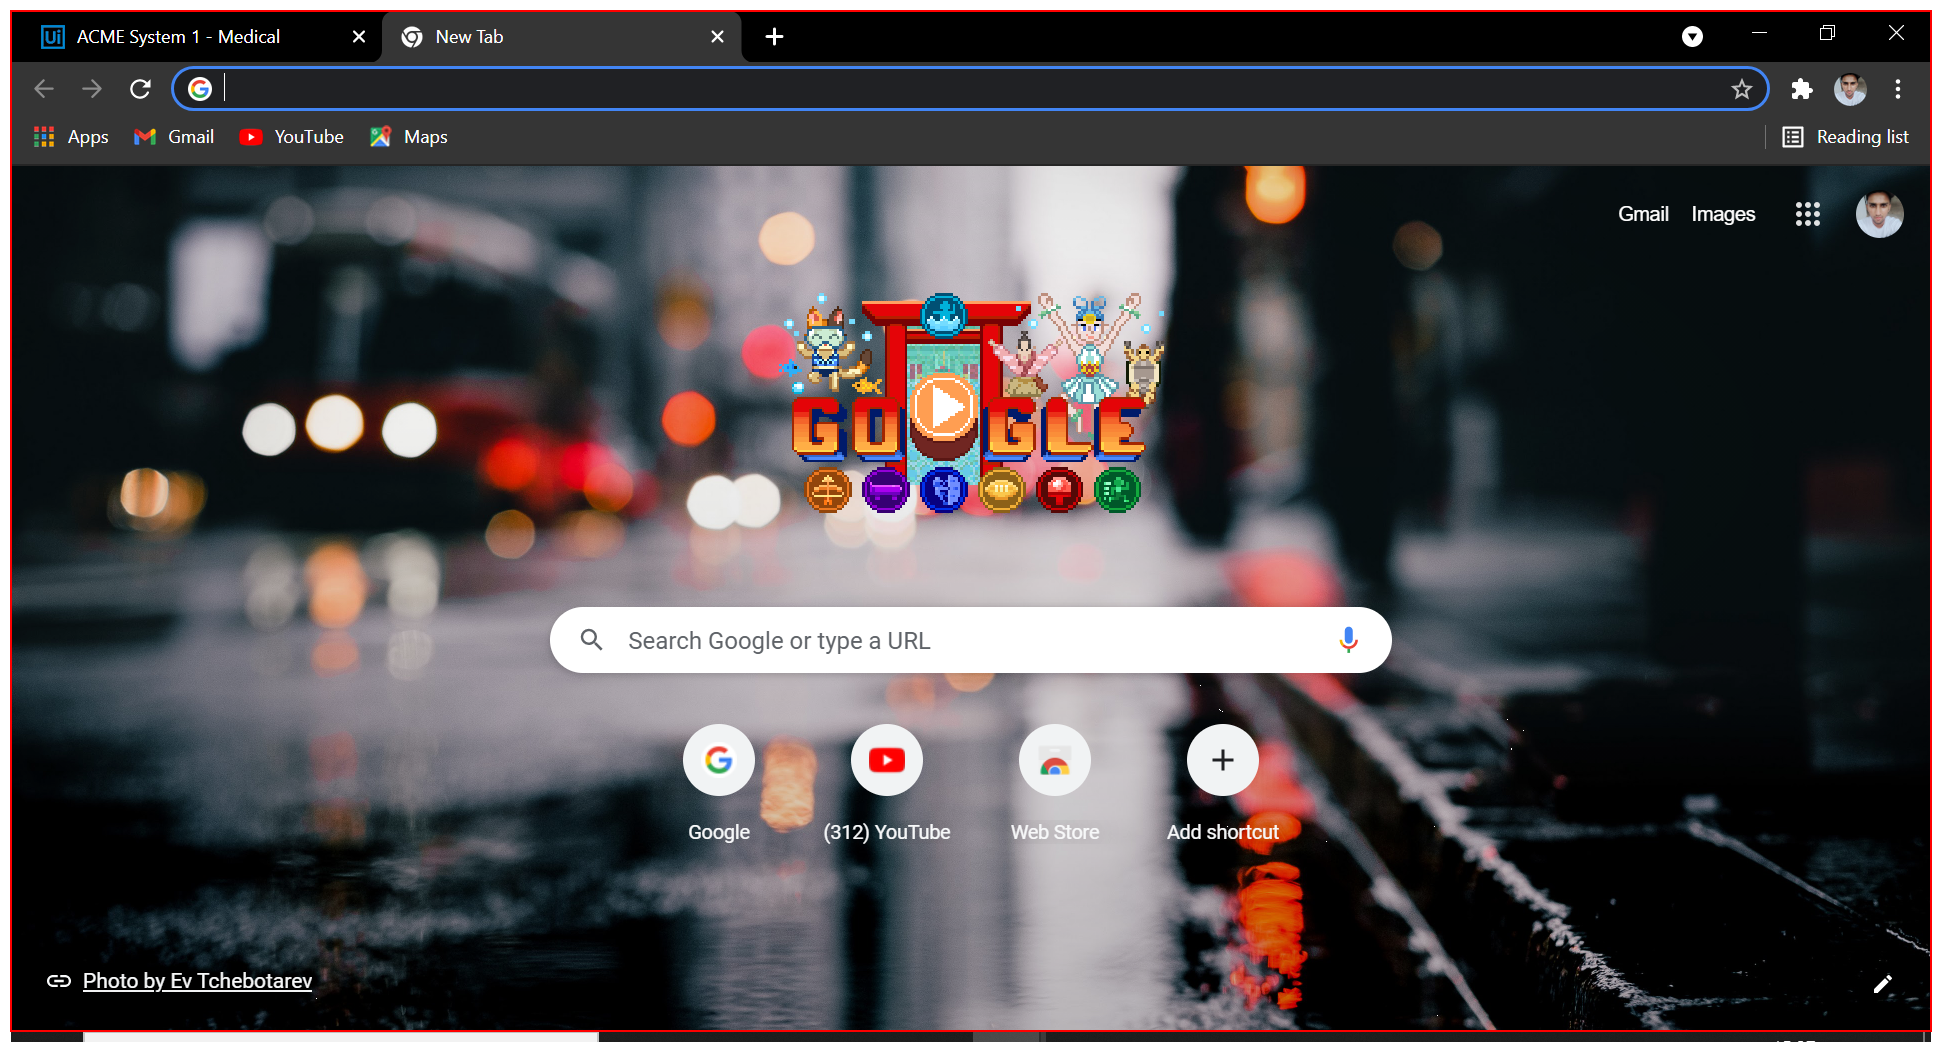 Ui ACME System 1 - Medical
New Tab
Apps
Gmail
YouTube
Maps
Reading list
Gmail
Images
GOOGLE
Search Google or type a URL
Google
(312) YouTube
Web Store
Add shortcut
Photo by Ev Tchebotarev